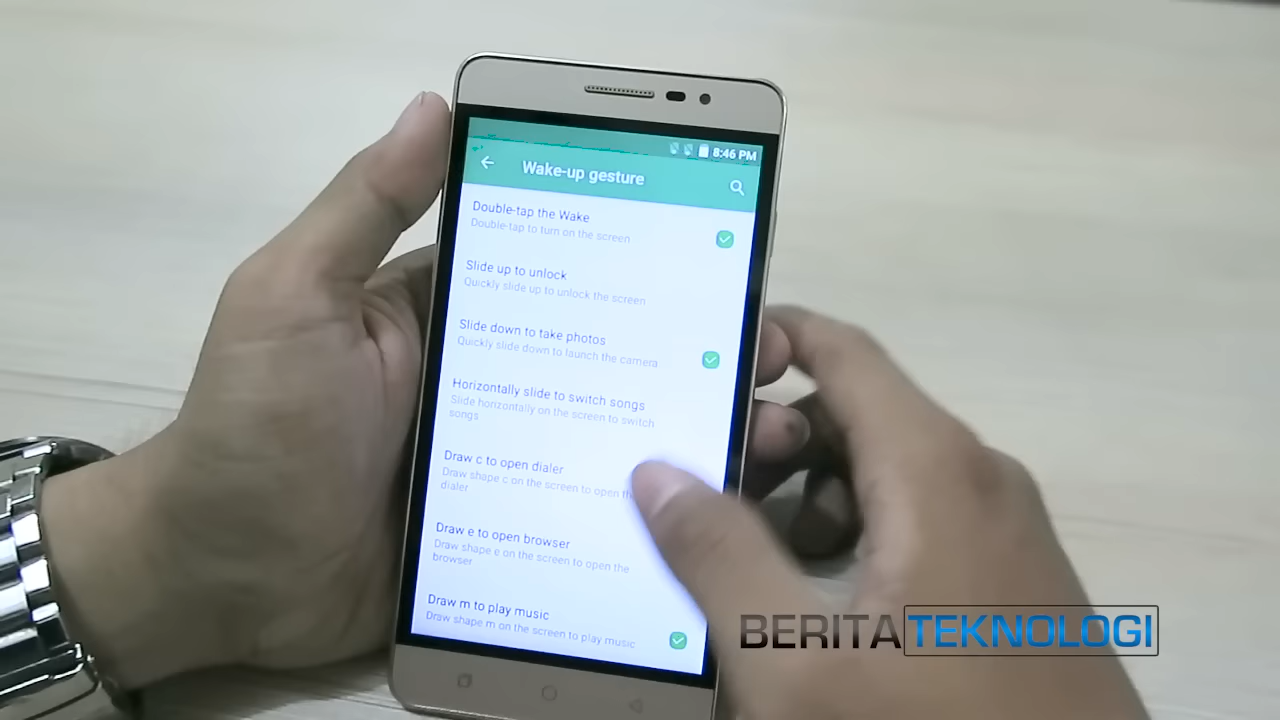 8:46 PM
Wake-up gesture
Double-tap the Wake
Double-tap to turn on the screen
Slide up to unlock
Quickly slide up to unlock the screen
Slide down to take photos
Quickly slide down to launch the camera
Horizontally slide to switch songs
Slide horizontally on the screen to switch
songs
Draw c to open dialer
Draw shape c on the screen to open
dialer
Draw e to open browser
Draw shape e on the screen to open the
browser
Draw m to play music
Draw shape m on the screen to play music
BERITATEKNOLOGI